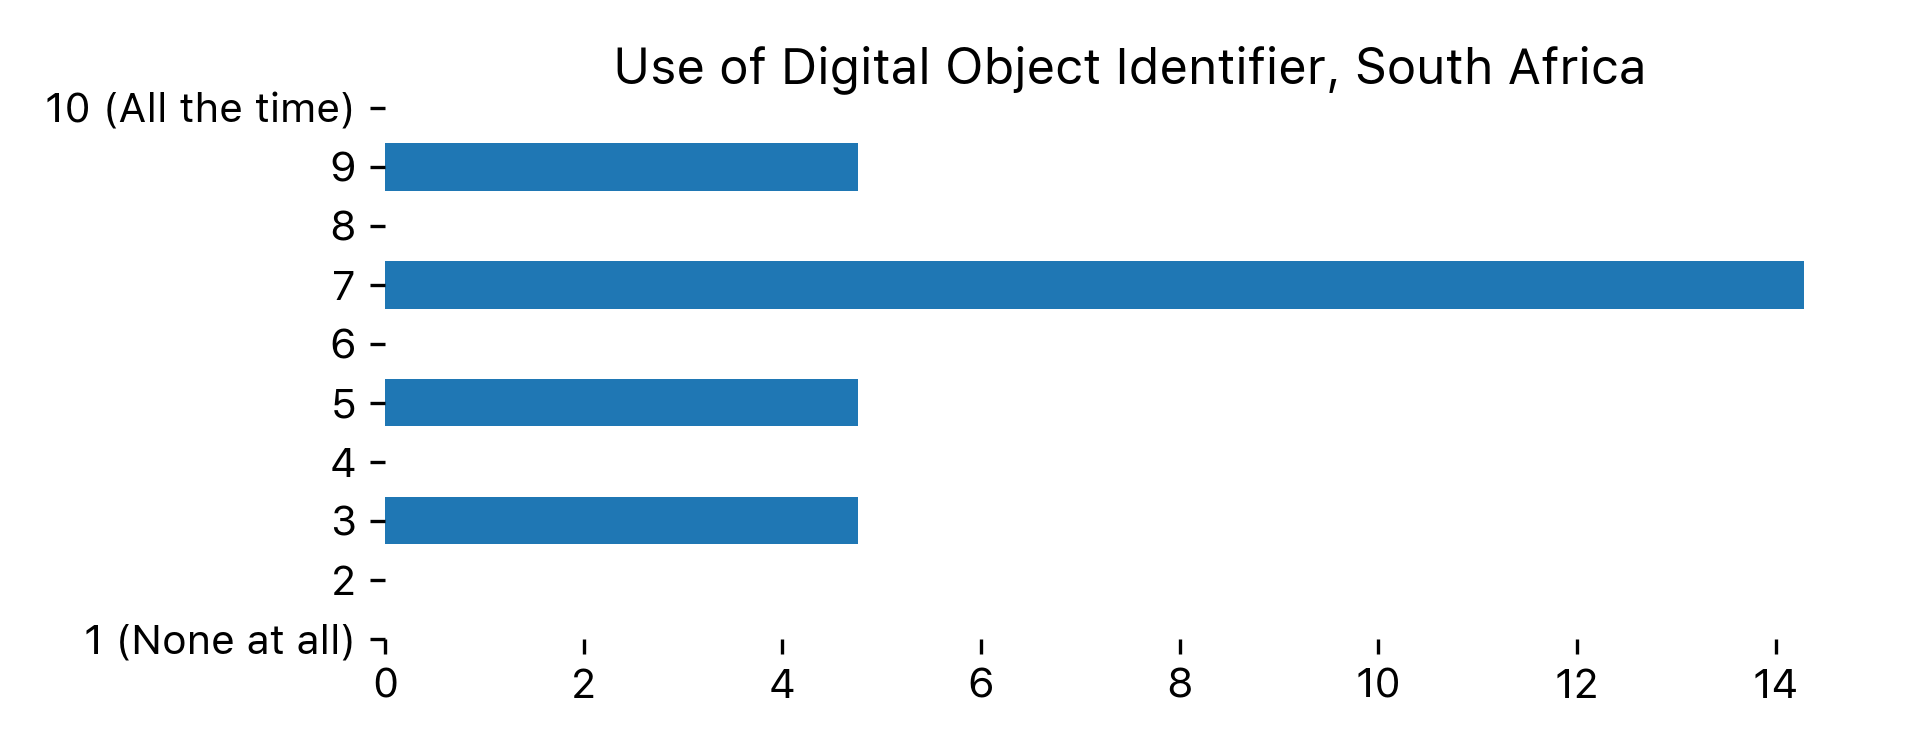 Use of Digital Object Identifier, South Africa
10 (All the time)
9
8
7
6
5
4
3
2
1 (None at all)
0 2 4 6 8 10 12 14